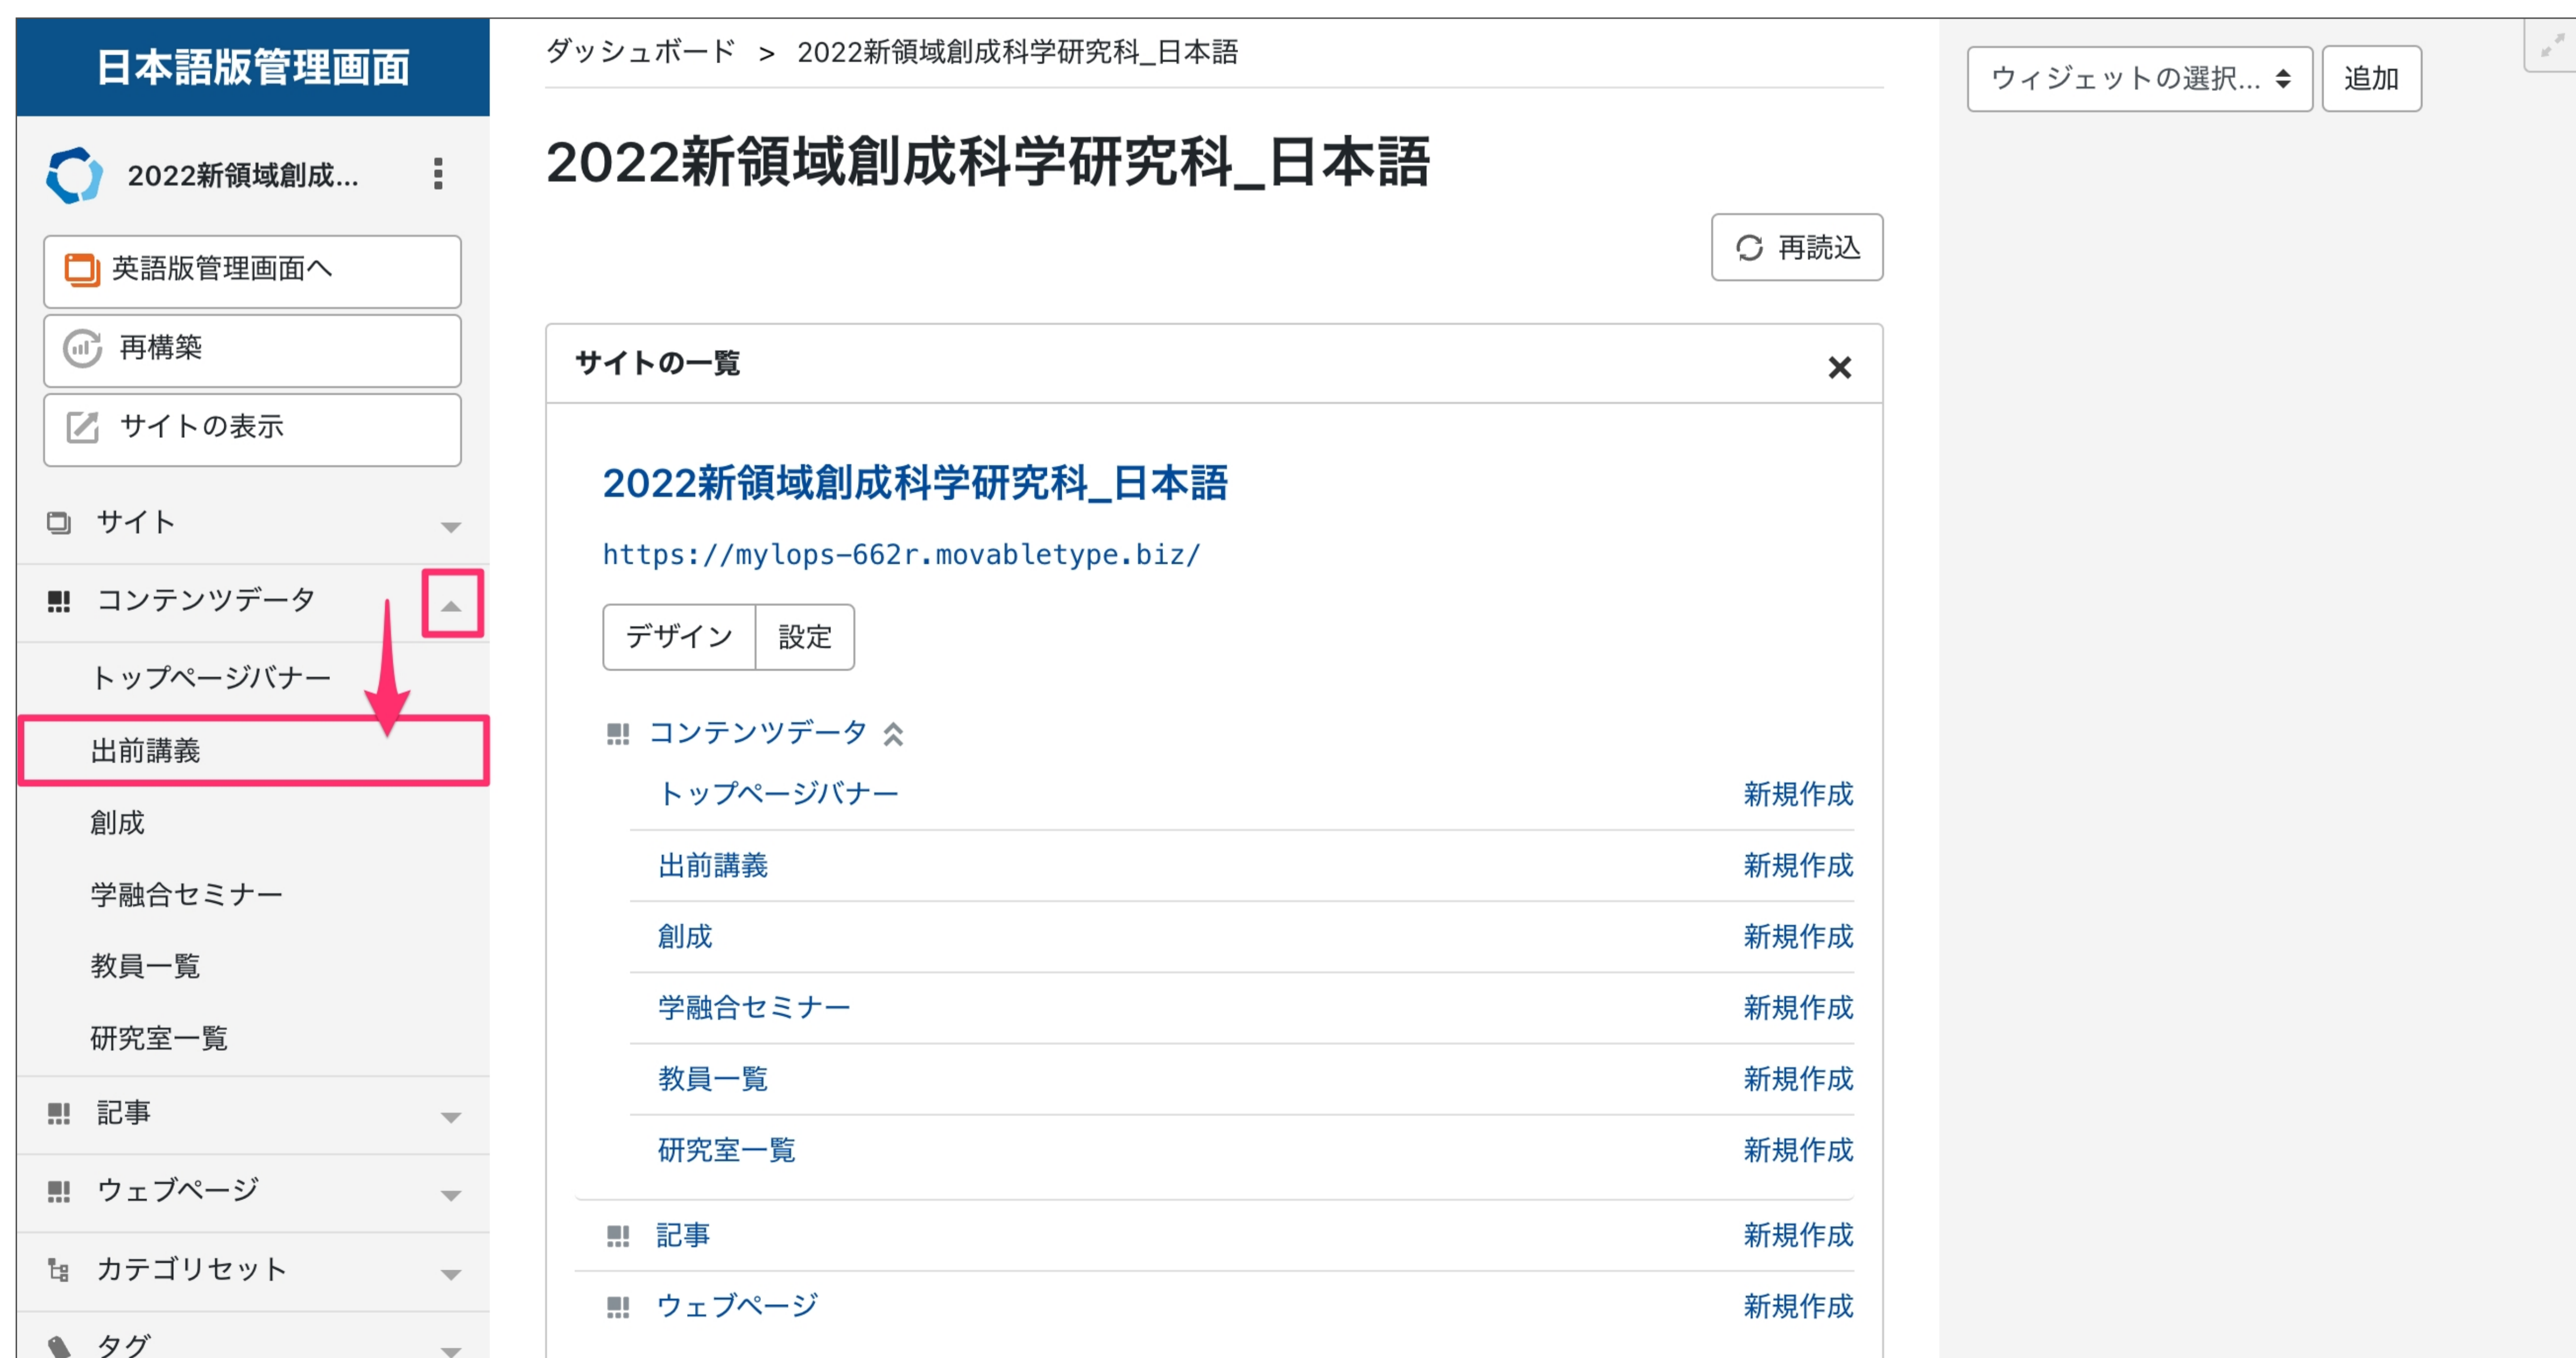 日本語版管理画面
2022新領域創成...
英語版管理画面へ
再構築
サイトの表示
サイト
コンテンツデータ
トップページバナー
出前講義
創成
学融合セミナー
教員一覧
研究室一覧
記事
ウェブページ
カテゴリセット
タグ
ダッシュボード > 2022新領域創成科学研究科_日本語
2022新領域創成科学研究科_日本語
再読込
サイトの一覧
2022新領域創成科学研究科_日本語
https://mylops-662r.movabletype.biz/
デザイン 設定
コンテンツデータ
トップページバナー 新規作成
出前講義 新規作成
創成 新規作成
学融合セミナー 新規作成
教員一覧 新規作成
研究室一覧 新規作成
記事 新規作成
ウェブページ 新規作成
ウィジェットの選択... 追加